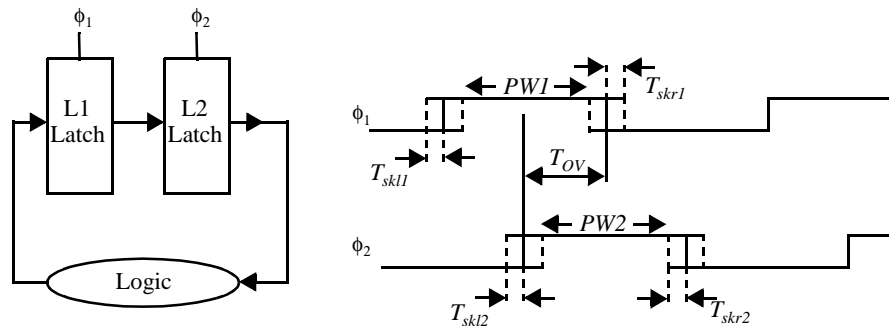 ϕ1 ϕ2
L1
Latch
L2
Latch
Logic
PW1
Tskr1
ϕ1
Tskl1
TOV
PW2
ϕ2
Tskl2
Tskr2